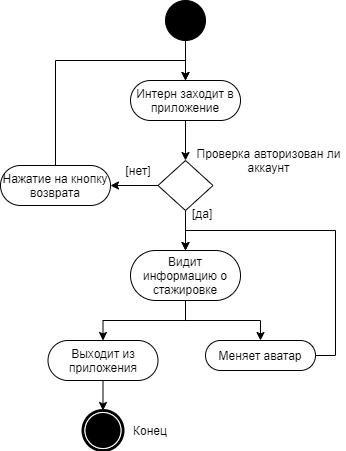 Интерн заходит в
приложение
Проверка авторизован ли
аккаунт
[нет]
Нажатие на кнопку
возврата
[да]
Видит
информацию о
стажировке
Выходит из
приложения
Меняет аватар
Конец